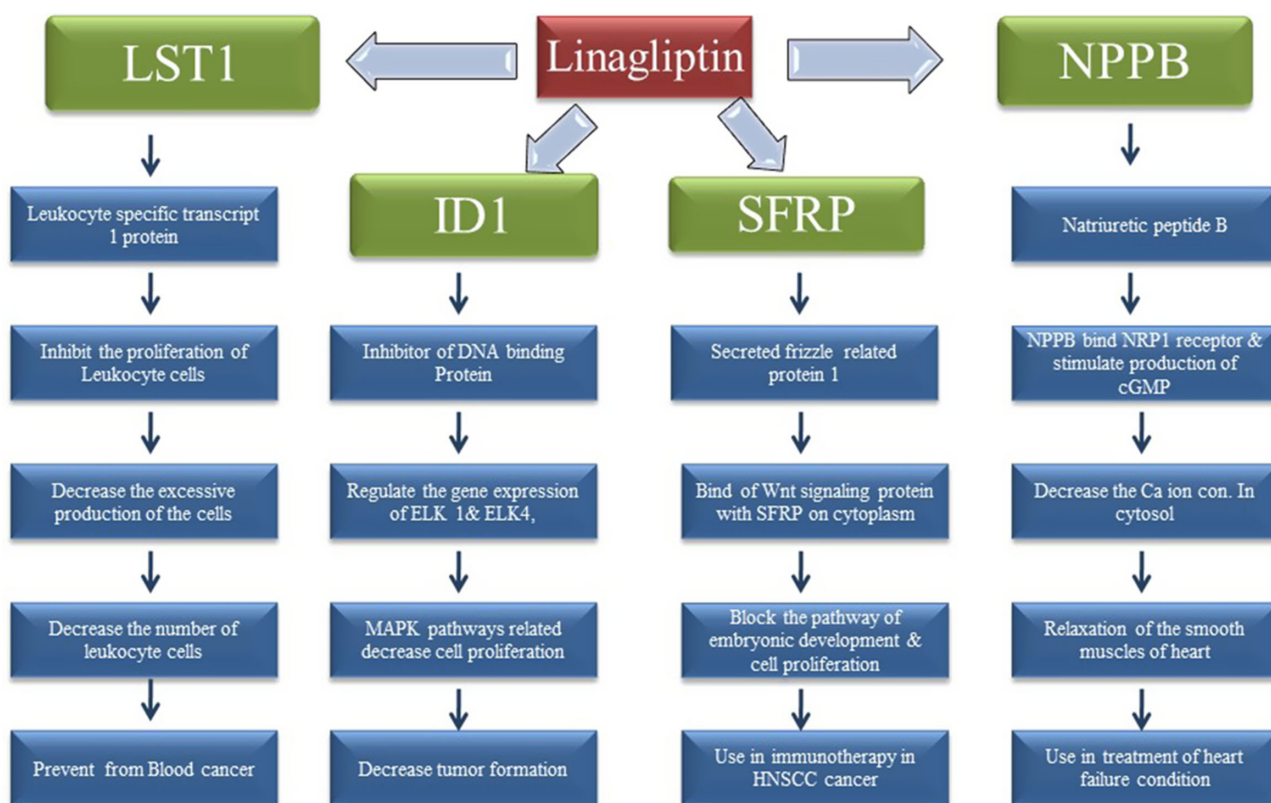 LST1
Linagliptin
NPPB
ID1
SFRP
Leukocyte specific transcript
1 protein
Inhibit the proliferation of
Leukocyte cells
Decrease the excessive
production of the cells
Decrease the number of
leukocyte cells
Prevent from Blood cancer
Inhibitor of DNA binding
Protein
Regulate the gene expression
of ELK 1& ELK4,
MAPK pathways related
decrease cell proliferation
Decrease tumor formation
Secreted frizzle related
protein 1
Bind of Wnt signaling protein
with SFRP on cytoplasm
Block the pathway of
embryonic development &
cell proliferation
Use in immunotherapy in
HNSCC cancer
Natriuretic peptide B
NPPB bind NRP1 receptor &
stimulate production of
cGMP
Decrease the Ca ion con. In
cytosol
Relaxation of the smooth
muscles of heart
Use in treatment of heart
failure condition